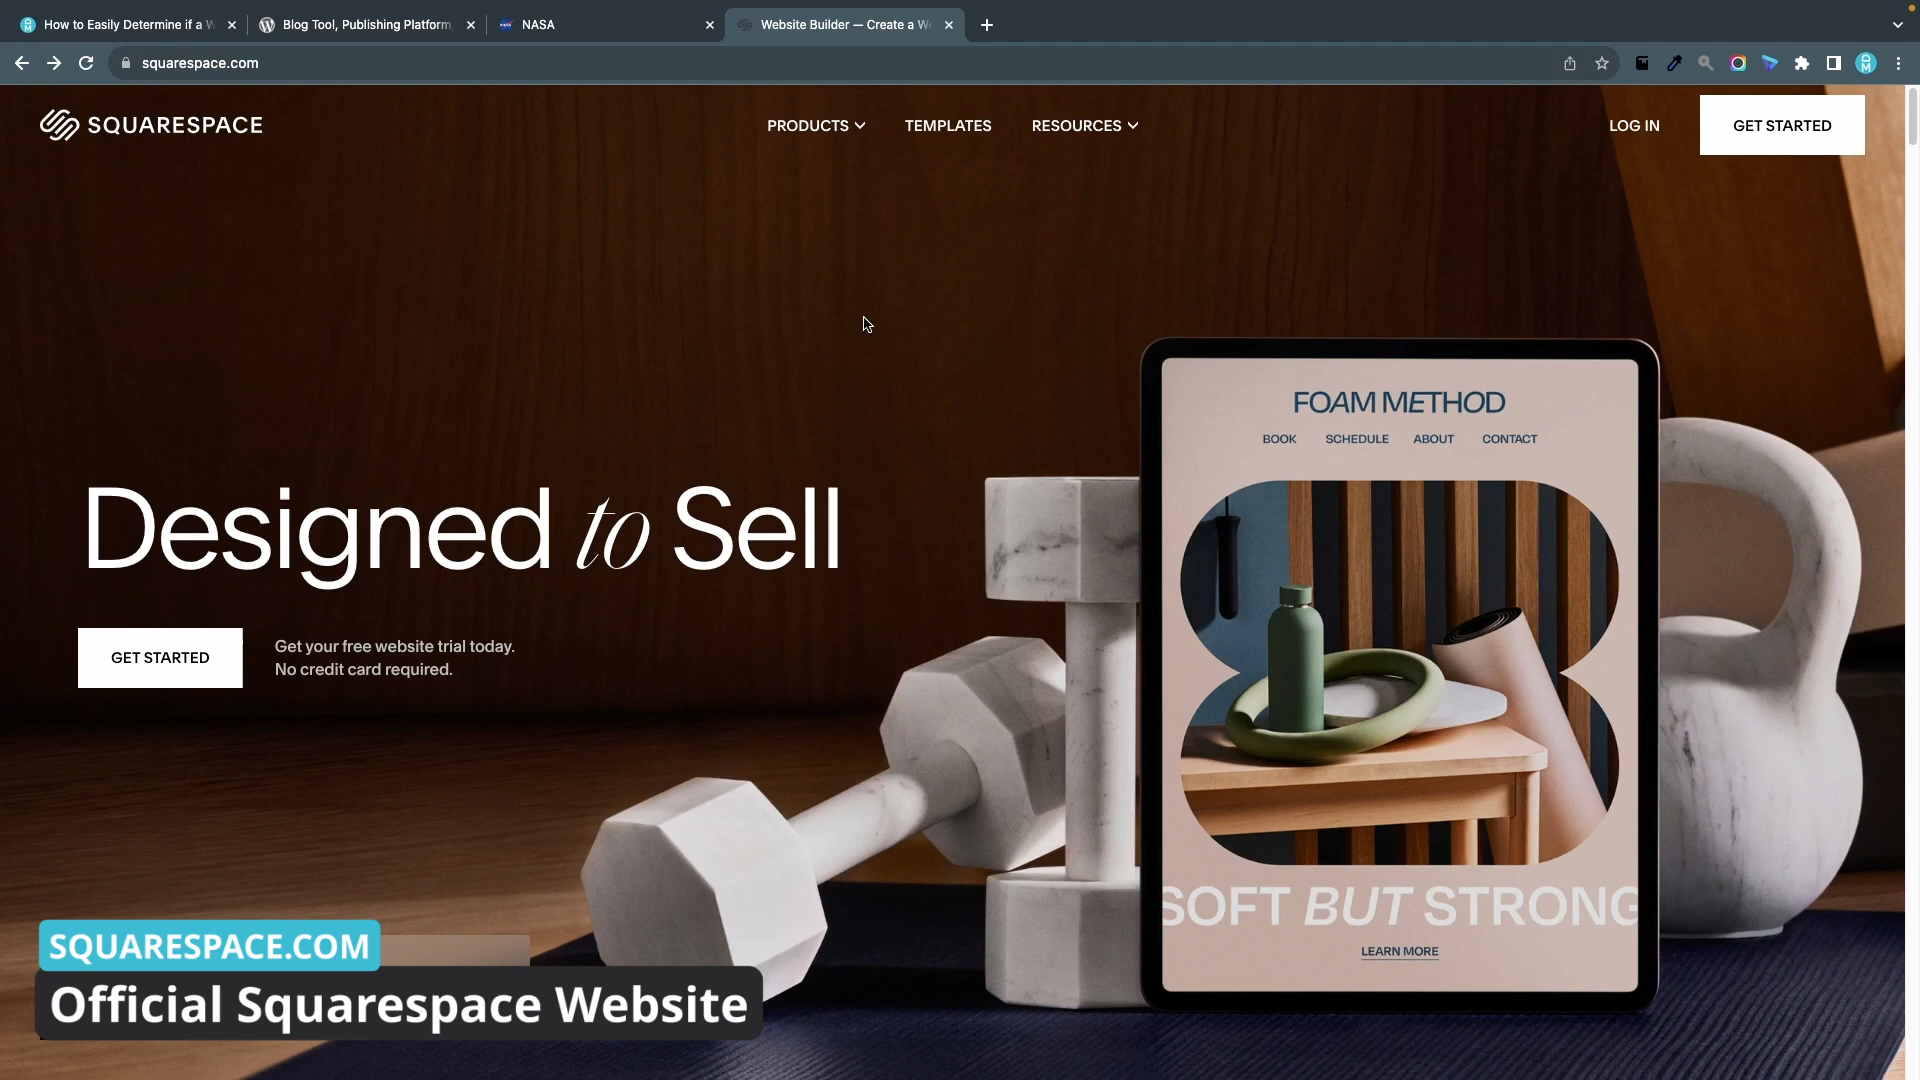 How to Easily Determine if a W
Blog Tool, Publishing Platform,
NASA
Website Builder — Create a We
squarespace.com
SQUARESPACE
PRODUCTS
TEMPLATES
RESOURCES
LOG IN
GET STARTED
FOAM METHOD
BOOK SCHEDULE ABOUT CONTACT
Designed to Sell
GET STARTED
Get your free website trial today.
No credit card required.
SOFT BUT STRONG
LEARN MORE
SQUARESPACE.COM
Official Squarespace Website